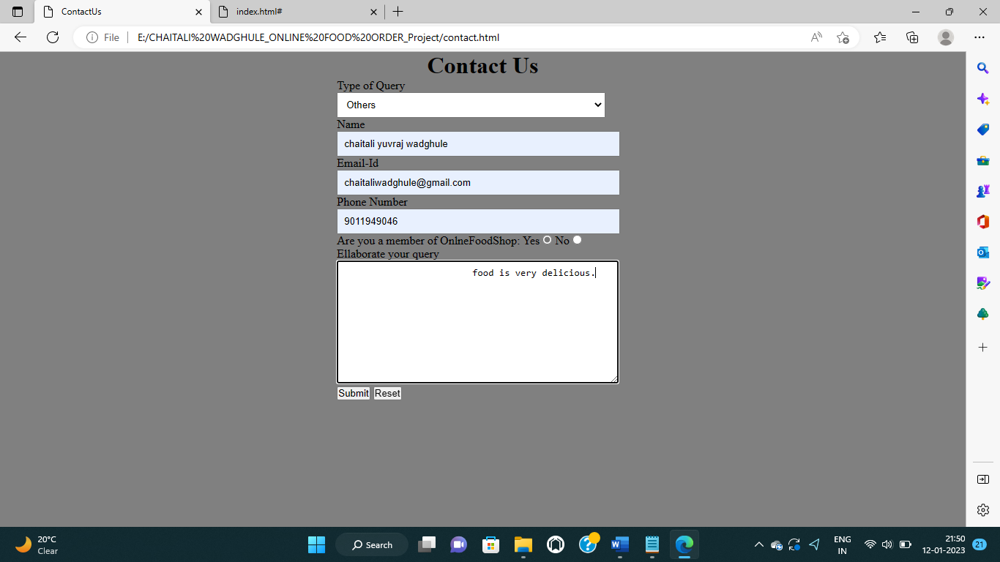 ContactUs
index.html#
File
E:/CHAITALI%20WADGHULE_ONLINE%20FOOD%20ORDER_Project/contact.html
Contact Us
Type of Query
Others
Name
chaitali yuvraj wadghule
Email-Id
chaitaliwadghule@gmail.com
Phone Number
9011949046
Are you a member of OnlneFoodShop: Yes No
Ellaborate your query
food is very delicious.
Submit Reset
20°C
Clear
Search
ENG
IN
21:50
12-01-2023
21